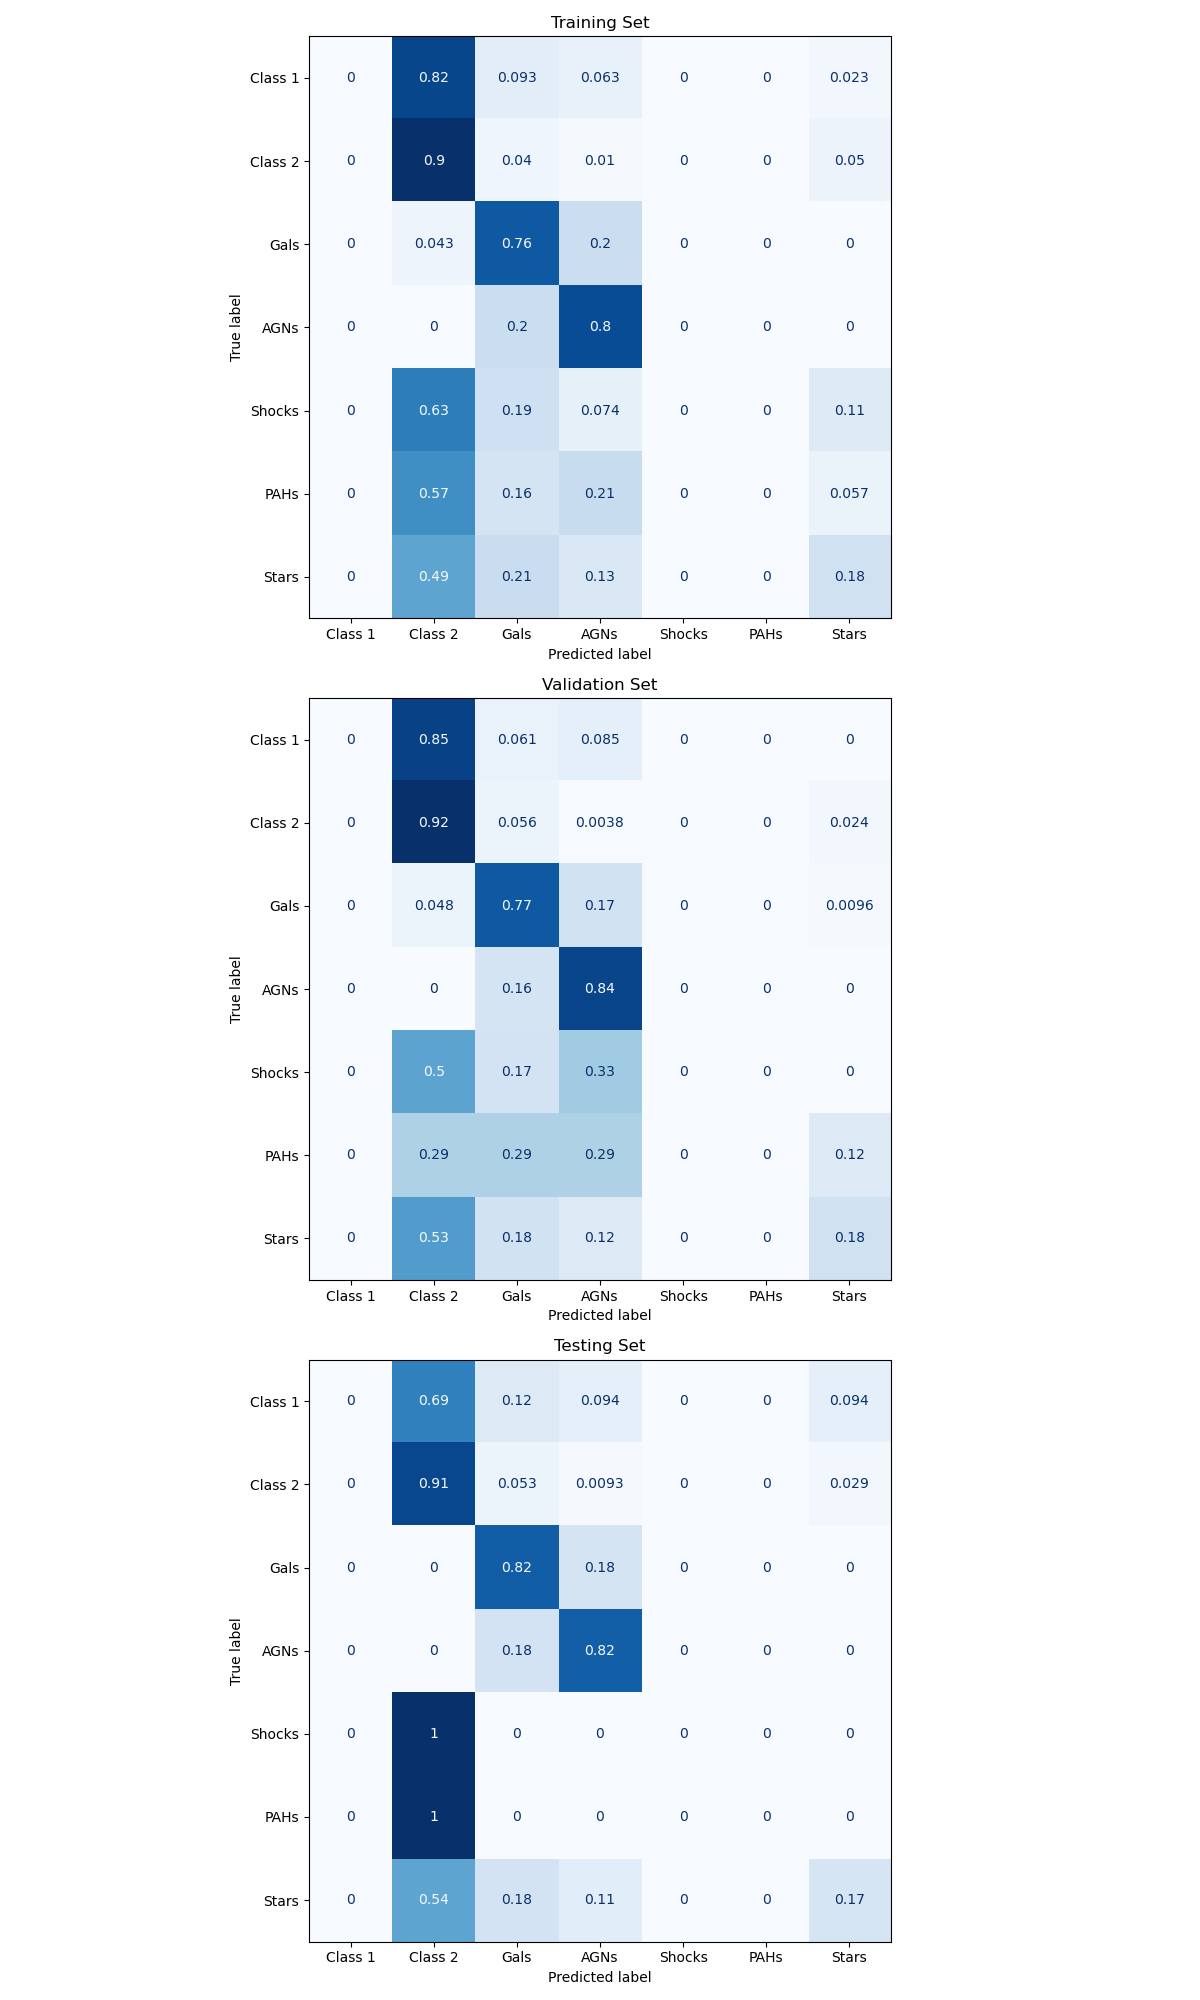 Training Set
Class 1 0 0.82 0.093 0.063 0 0 0.023
Class 2 0 0.9 0.04 0.01 0 0 0.05
Gals 0 0.043 0.76 0.2 0 0 0
True label
AGNs 0 0 0.2 0.8 0 0 0
Shocks 0 0.63 0.19 0.074 0 0 0.11
PAHs 0 0.57 0.16 0.21 0 0 0.057
Stars 0 0.49 0.21 0.13 0 0 0.18
Class 1 Class 2 Gals AGNs Shocks PAHs Stars
Predicted label
Validation Set
Class 1 0 0.85 0.061 0.085 0 0 0
Class 2 0 0.92 0.056 0.0038 0 0 0.024
Gals 0 0.048 0.77 0.17 0 0 0.0096
True label
AGNs 0 0 0.16 0.84 0 0 0
Shocks 0 0.5 0.17 0.33 0 0 0
PAHs 0 0.29 0.29 0.29 0 0 0.12
Stars 0 0.53 0.18 0.12 0 0 0.18
Class 1 Class 2 Gals AGNs Shocks PAHs Stars
Predicted label
Testing Set
Class 1 0 0.69 0.12 0.094 0 0 0.094
Class 2 0 0.91 0.053 0.0093 0 0 0.029
Gals 0 0 0.82 0.18 0 0 0
True label
AGNs 0 0 0.18 0.82 0 0 0
Shocks 0 1 0 0 0 0 0
PAHs 0 1 0 0 0 0 0
Stars 0 0.54 0.18 0.11 0 0 0.17
Class 1 Class 2 Gals AGNs Shocks PAHs Stars
Predicted label